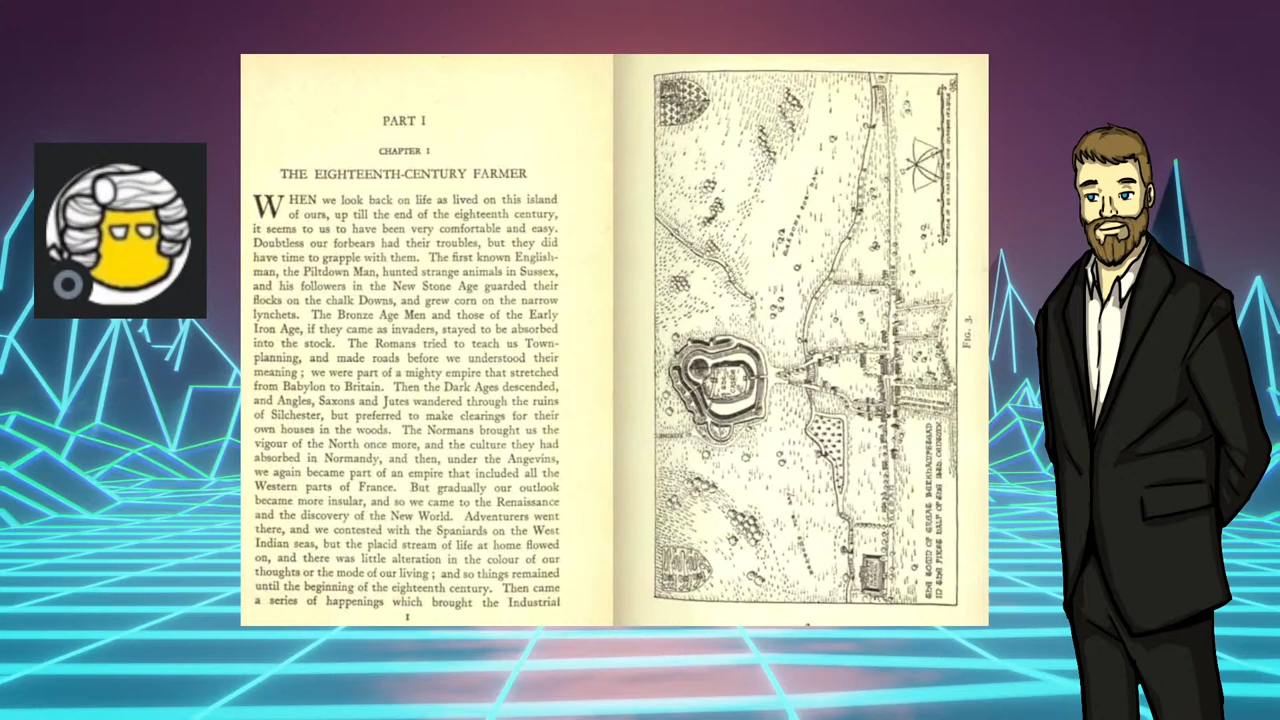 PART I
CHAPTER I
THE EIGHTEENTH-CENTURY FARMER
WHEN we look back on life as lived on this island
of ours, up till the end of the eighteenth century,
it seems to us to have been very comfortable and easy.
Doubtless our forbears had their troubles, but they did
have time to grapple with them. The first known English-
man, the Piltdown Man, hunted strange animals in Sussex,
and his followers in the New Stone Age guarded their
flocks on the chalk Downs, and grew corn on the narrow
lynchets. The Bronze Age Men and those of the Early
Iron Age, if they came as invaders, stayed to be absorbed
into the stock. The Romans tried to teach us Town-
planning, and made roads before we understood their
meaning; we were part of a mighty empire that stretched
from Babylon to Britain. Then the Dark Ages descended,
and Angles, Saxons and Jutes wandered through the ruins
of Silchester, but preferred to make clearings for their
own houses in the woods. The Normans brought us the
vigour of the North once more, and the culture they had
absorbed in Normandy, and then, under the Angevins,
we again became part of an empire that included all the
Western parts of France. But gradually our outlook
became more insular, and so we came to the Renaissance
and the discovery of the New World. Adventurers went
there, and we contested with the Spaniards on the West
Indian seas, but the placid stream of life at home flowed
on, and there was little alteration in the colour of our
thoughts or the mode of our living; and so things remained
until the beginning of the eighteenth century. Then came
a series of happenings which brought the Industrial
I
FIG. 3.